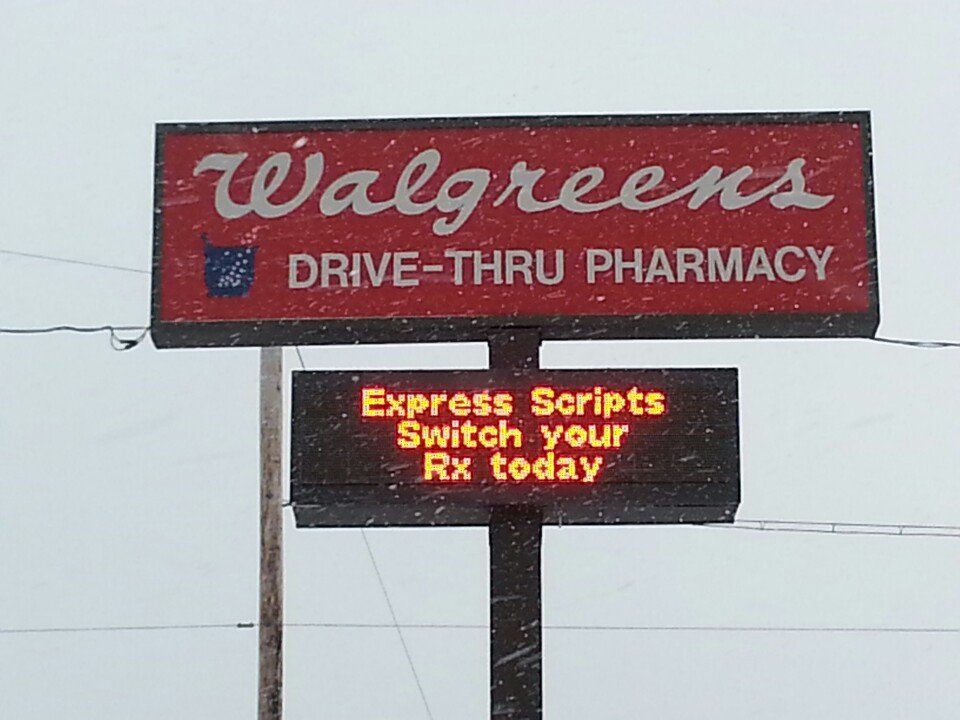 Walgreens
DRIVE-THRU PHARMACY
Express Scripts
Switch your
Rx today